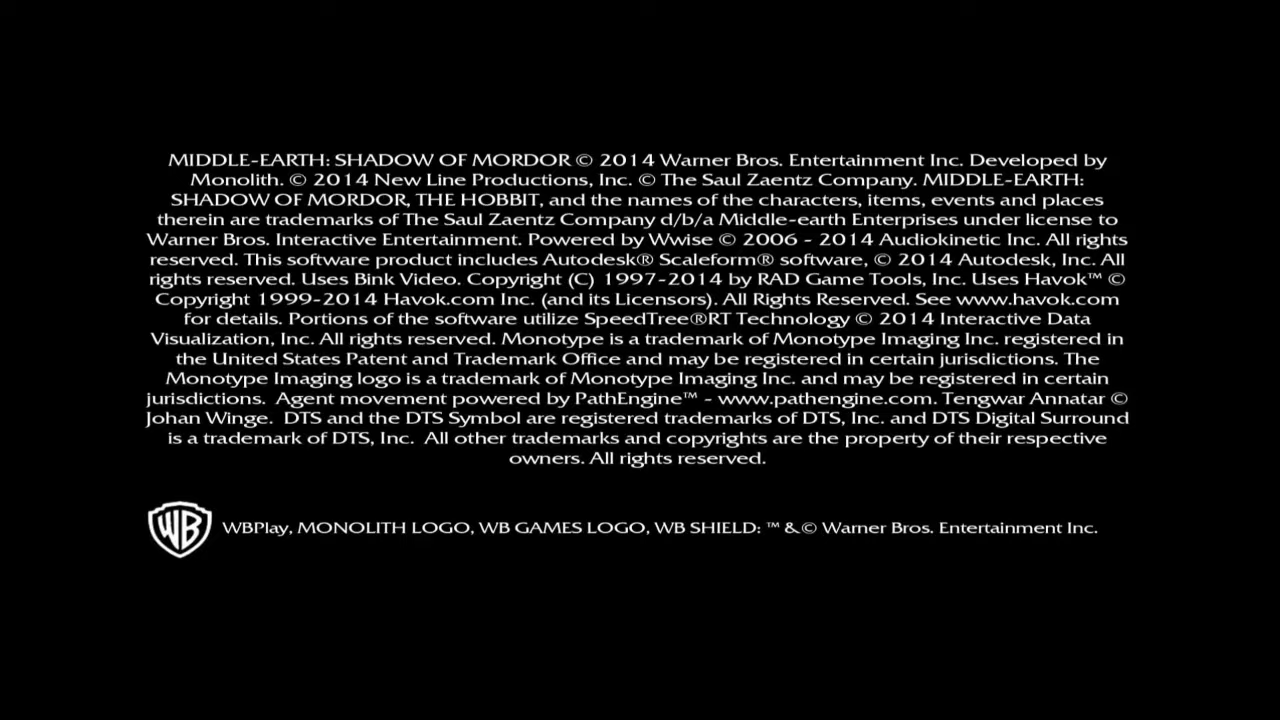 MIDDLE-EARTH: SHADOW OF MORDOR © 2014 Warner Bros. Entertainment Inc. Developed by
Monolith. © 2014 New Line Productions, Inc. © The Saul Zaentz Company. MIDDLE-EARTH:
SHADOW OF MORDOR, THE HOBBIT, and the names of the characters, items, events and places
therein are trademarks of The Saul Zaentz Company d/b/a Middle-earth Enterprises under license to
Warner Bros. Interactive Entertainment. Powered by Wwise © 2006 - 2014 Audiokinetic Inc. All rights
reserved. This software product includes Autodesk® Scaleform® software, © 2014 Autodesk, Inc. All
rights reserved. Uses Bink Video. Copyright (C) 1997-2014 by RAD Game Tools, Inc. Uses Havok™ ©
Copyright 1999-2014 Havok.com Inc. (and its Licensors). All Rights Reserved. See www.havok.com
for details. Portions of the software utilize SpeedTree®RT Technology © 2014 Interactive Data
Visualization, Inc. All rights reserved. Monotype is a trademark of Monotype Imaging Inc. registered in
the United States Patent and Trademark Office and may be registered in certain jurisdictions. The
Monotype Imaging logo is a trademark of Monotype Imaging Inc. and may be registered in certain
jurisdictions.  Agent movement powered by PathEngine™ - www.pathengine.com. Tengwar Annatar ©
Johan Winge.  DTS and the DTS Symbol are registered trademarks of DTS, Inc. and DTS Digital Surround
is a trademark of DTS, Inc.  All other trademarks and copyrights are the property of their respective
owners. All rights reserved.
WB WBPlay, MONOLITH LOGO, WB GAMES LOGO, WB SHIELD: ™ &© Warner Bros. Entertainment Inc.